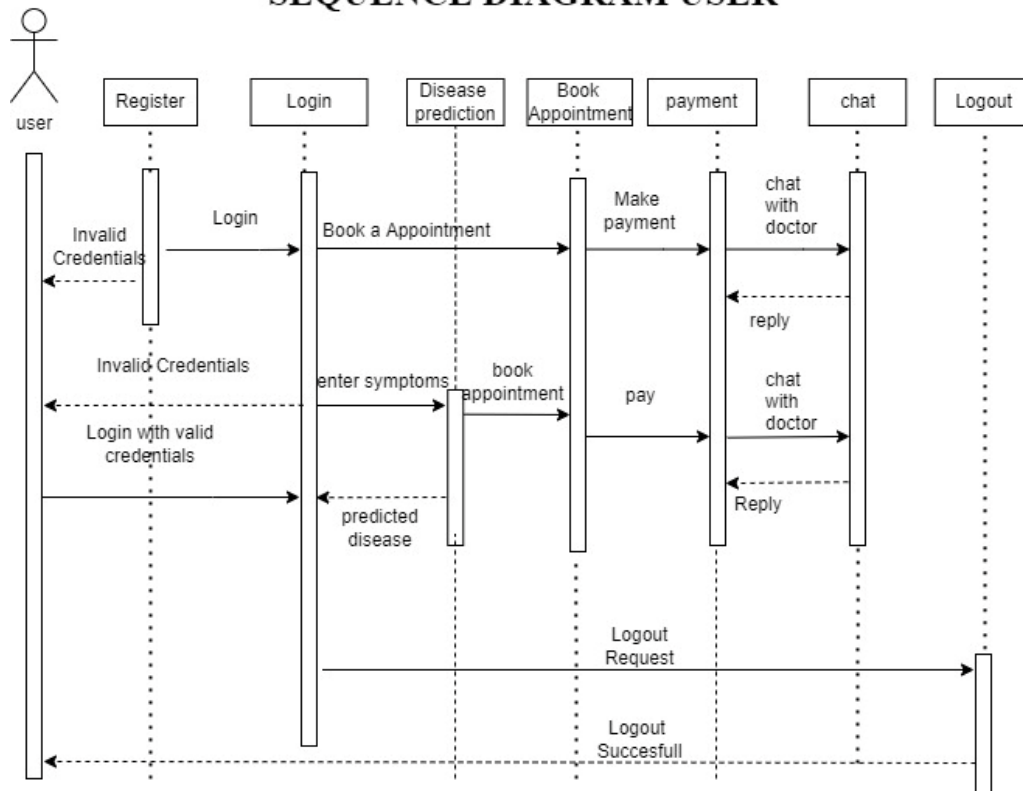 SEQUENCE DIAGRAM USER
user
Register
Login
Disease
prediction
Book
Appointment
payment
chat
Logout
Invalid
Credentials
Login
Book a Appointment
Make
payment
chat
with
doctor
reply
Invalid Credentials
enter symptoms
book
appointment
pay
chat
with
doctor
Login with valid
credentials
predicted
disease
Reply
Logout
Request
Logout
Succesfull